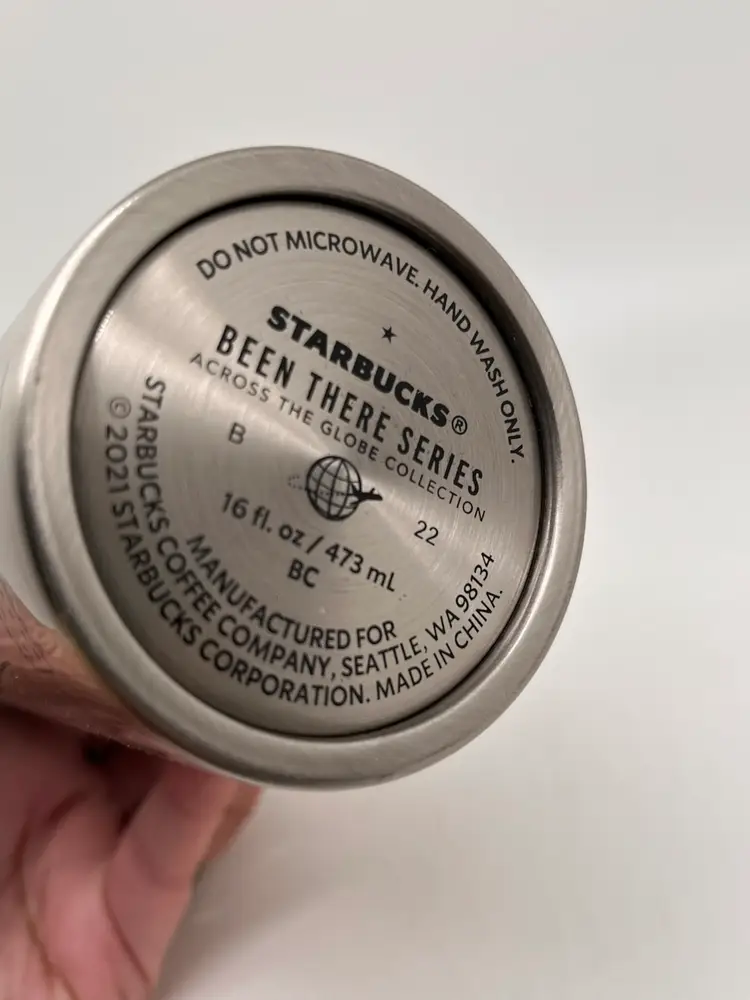 DO NOT MICROWAVE. HAND WASH ONLY.
STARBUCKS®
BEEN THERE SERIES
ACROSS THE GLOBE COLLECTION
B
22
16 fl. oz / 473 mL
BC
MANUFACTURED FOR
STARBUCKS COFFEE COMPANY, SEATTLE, WA 98134
© 2021 STARBUCKS CORPORATION. MADE IN CHINA.